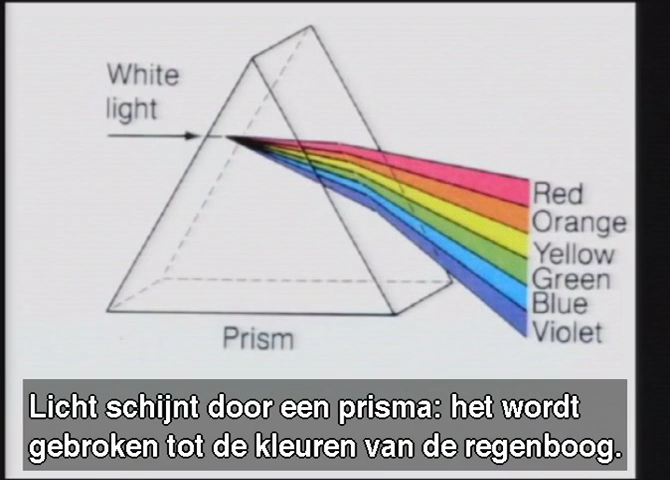 White
light
Red
Orange
Yellow
Green
Blue
Violet
Prism
Licht schijnt door een prisma: het wordt
gebroken tot de kleuren van de regenboog.